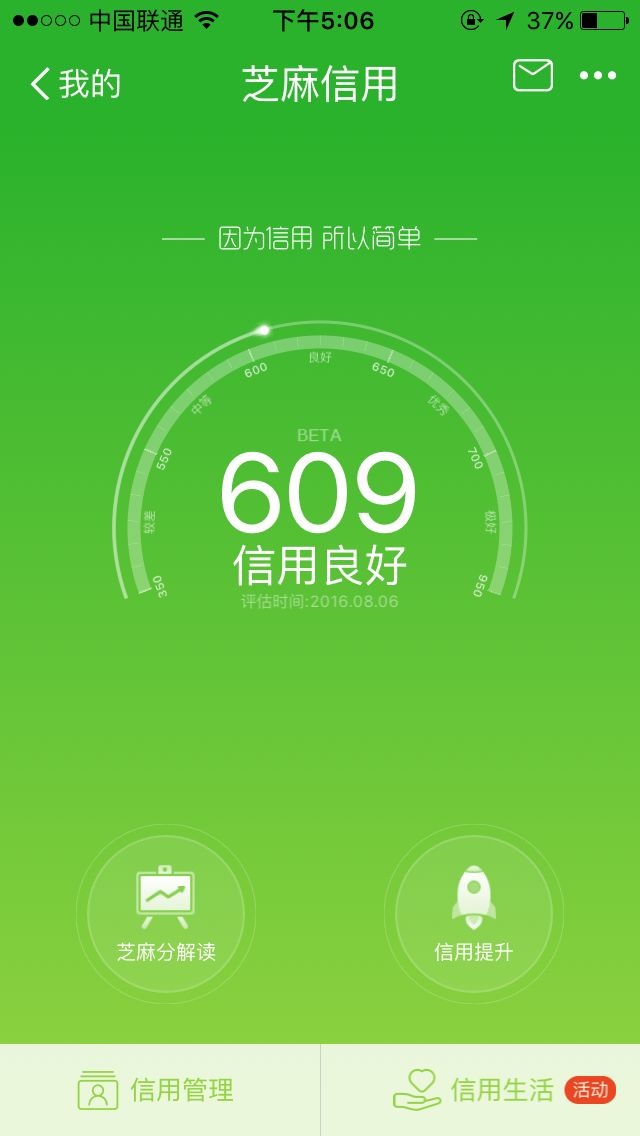 中国联通 下午5:06 37%
我的 芝麻信用
因为信用 所以简单
350 较差 550 中等 600 良好 650 优秀 700 极好 950
BETA
609
信用良好
评估时间:2016.08.06
芝麻分解读 信用提升
信用管理 信用生活 活动